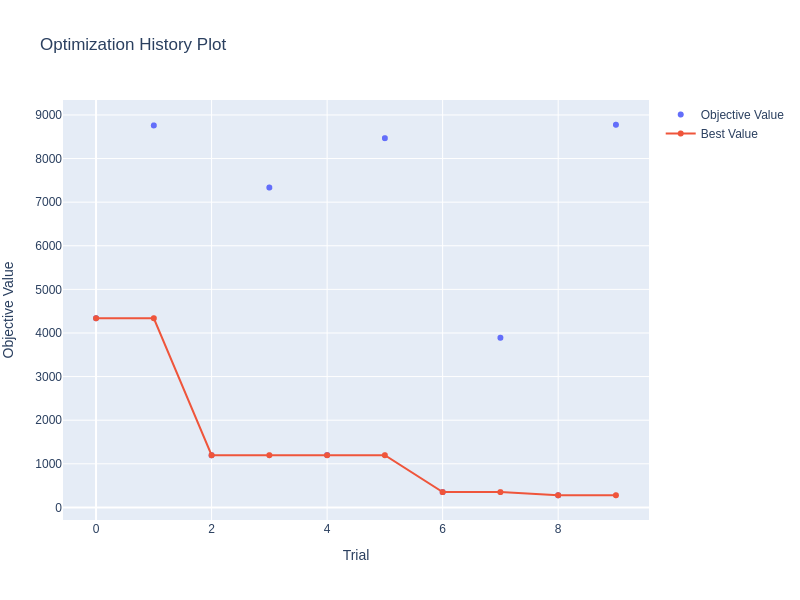 Optimization History Plot
Objective Value
Best Value
9000
8000
7000
6000
5000
4000
3000
2000
1000
0
Objective Value
0 2 4 6 8
Trial